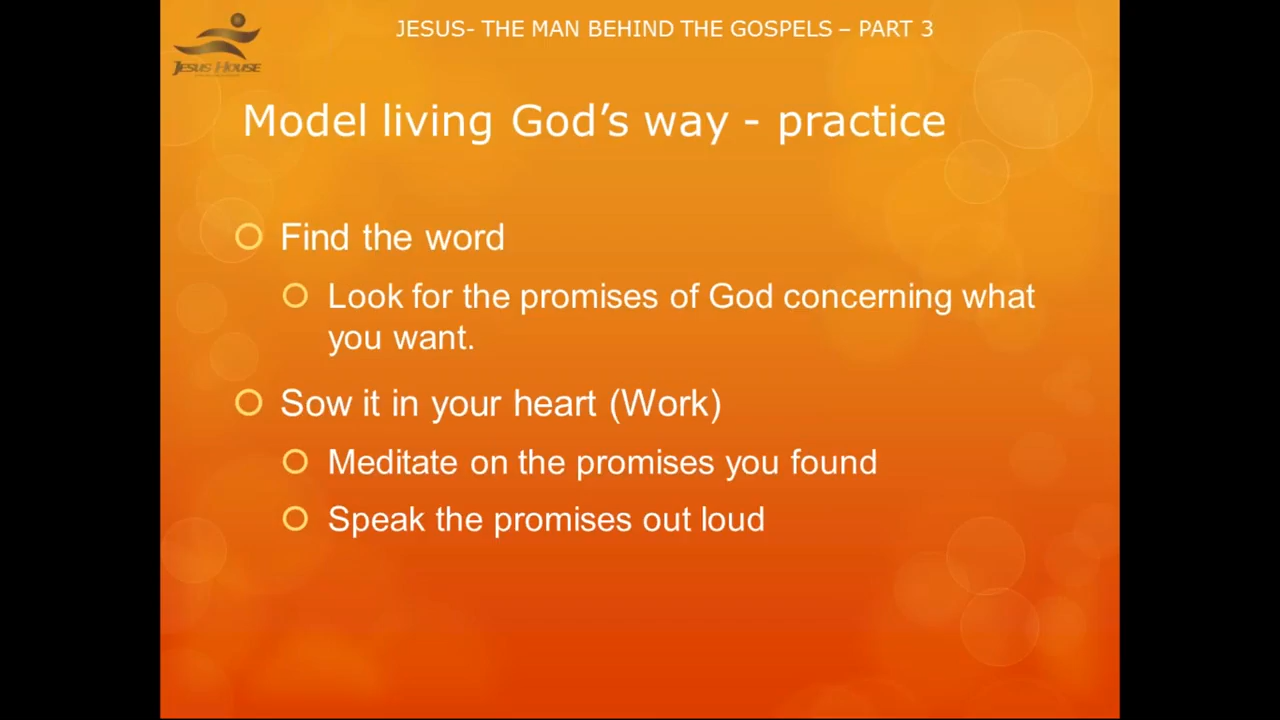 JESUS- THE MAN BEHIND THE GOSPELS – PART 3
JESUS HOUSE
Model living God’s way - practice
Find the word
Look for the promises of God concerning what
you want.
Sow it in your heart (Work)
Meditate on the promises you found
Speak the promises out loud